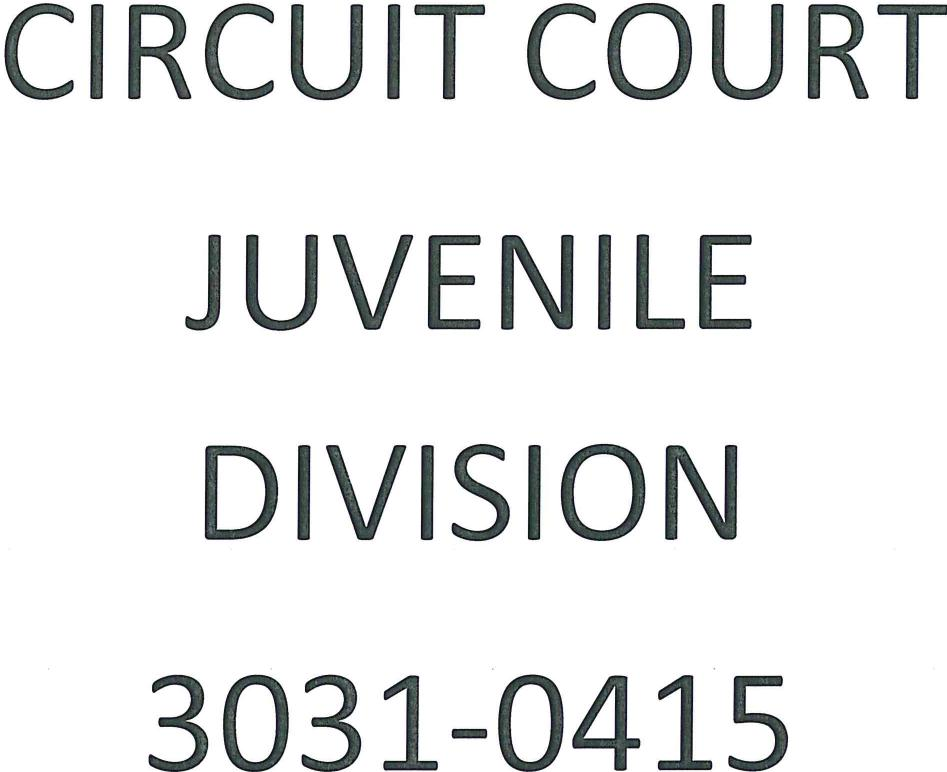 CIRCUIT COURT
JUVENILE
DIVISION
3031-0415